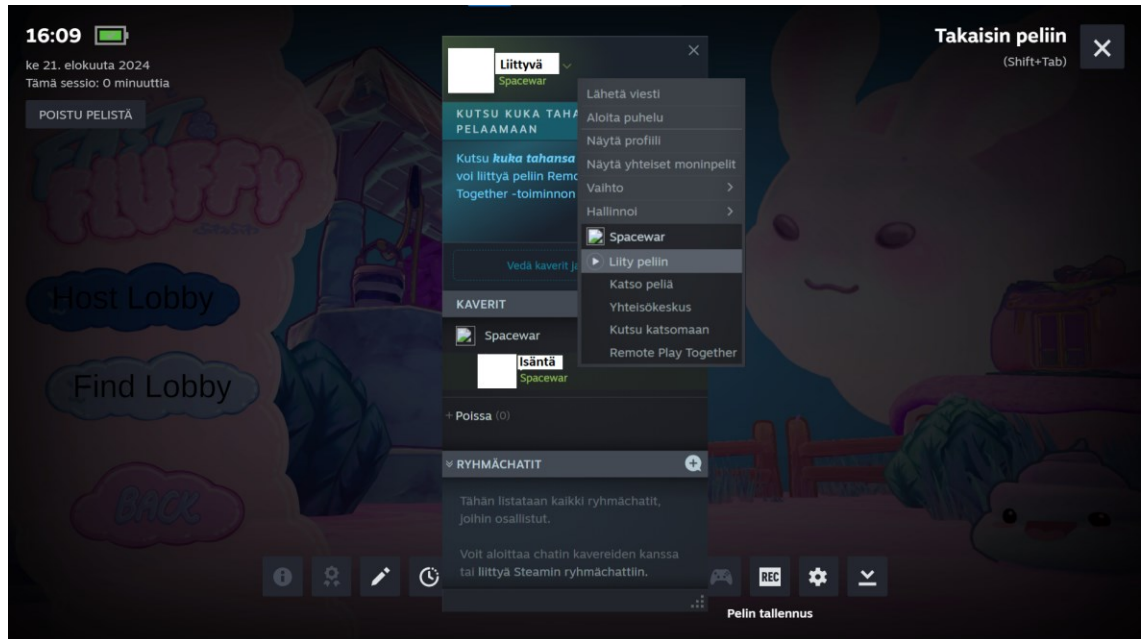 16:09
ke 21. elokuuta 2024
Tämä sessio: 0 minuuttia
POISTU PELISTÄ
Takaisin peliin
(Shift+Tab)
FAST
FLUFFY
Host Lobby
Find Lobby
BACK
Liittyvä
Spacewar
KUTSU KUKA TAHA
PELAAMAAN
Kutsu kuka tahansa
voi liittyä peliin Remo
Together -toiminnon
Vedä kaverit ja
KAVERIT
Spacewar
Isäntä
Spacewar
+ Poissa (0)
RYHMÄCHATIT
Tähän listataan kaikki ryhmächatit,
joihin osallistut.
Voit aloittaa chatin kavereiden kanssa
tai liittyä Steamin ryhmächattiin.
Lähetä viesti
Aloita puhelu
Näytä profiili
Näytä yhteiset moninpelit
Vaihto
Hallinnoi
Spacewar
Liity peliin
Katso peliä
Yhteisökeskus
Kutsu katsomaan
Remote Play Together
REC
Pelin tallennus